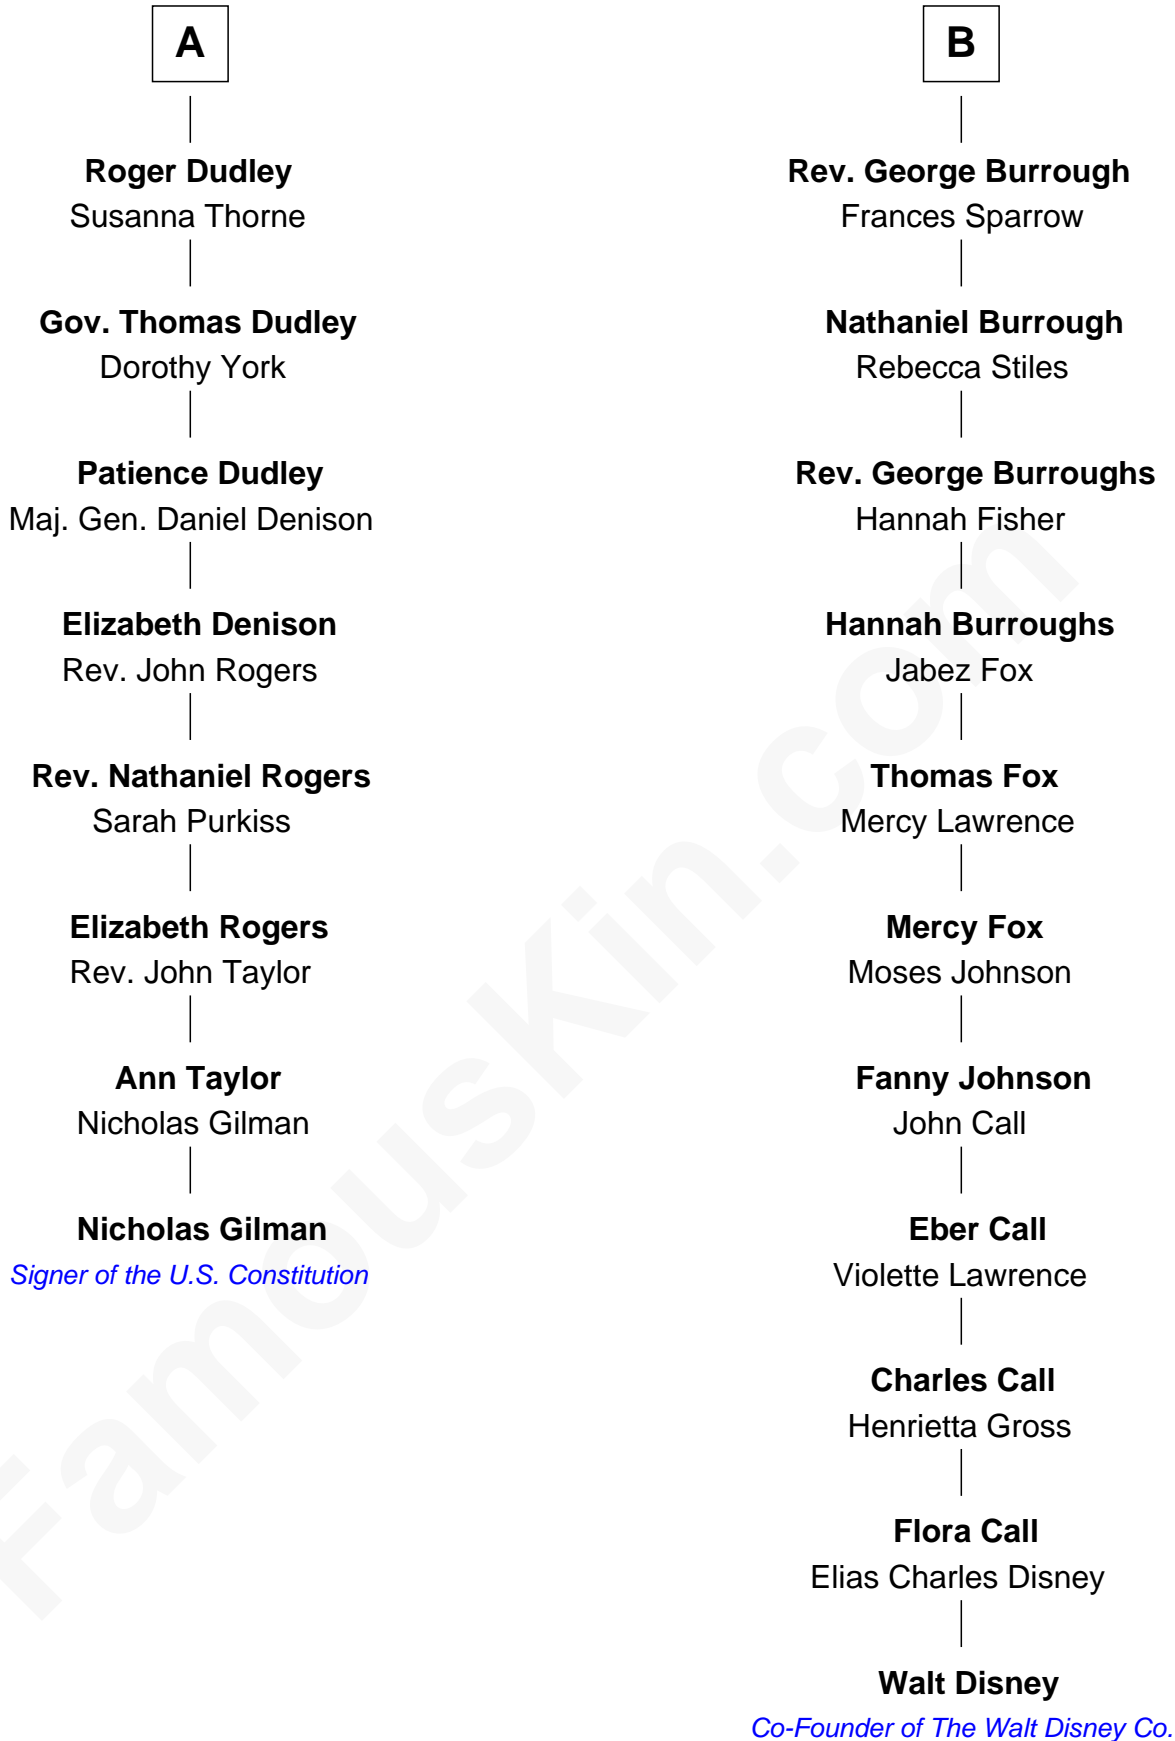 A
Roger Dudley
Susanna Thorne
Gov. Thomas Dudley
Dorothy York
Patience Dudley
Maj. Gen. Daniel Denison
Elizabeth Denison
Rev. John Rogers
Rev. Nathaniel Rogers
Sarah Purkiss
Elizabeth Rogers
Rev. John Taylor
Ann Taylor
Nicholas Gilman
Nicholas Gilman
Signer of the U.S. Constitution
B
Rev. George Burrough
Frances Sparrow
Nathaniel Burrough
Rebecca Stiles
Rev. George Burroughs
Hannah Fisher
Hannah Burroughs
Jabez Fox
Thomas Fox
Mercy Lawrence
Mercy Fox
Moses Johnson
Fanny Johnson
John Call
Eber Call
Violette Lawrence
Charles Call
Henrietta Gross
Flora Call
Elias Charles Disney
Walt Disney
Co-Founder of The Walt Disney Co.
FamousKin.com